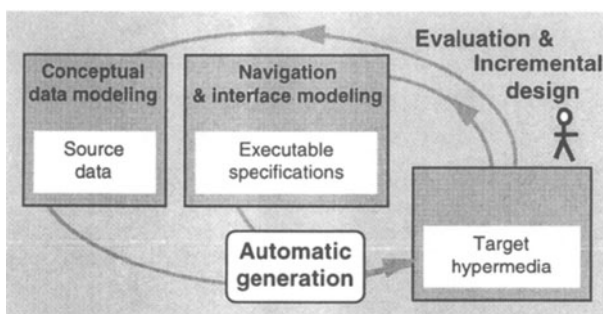 Conceptual
data modeling
Source
data
Navigation
& interface modeling
Executable
specifications
Evaluation &
Incremental
design
Automatic
generation
Target
hypermedia